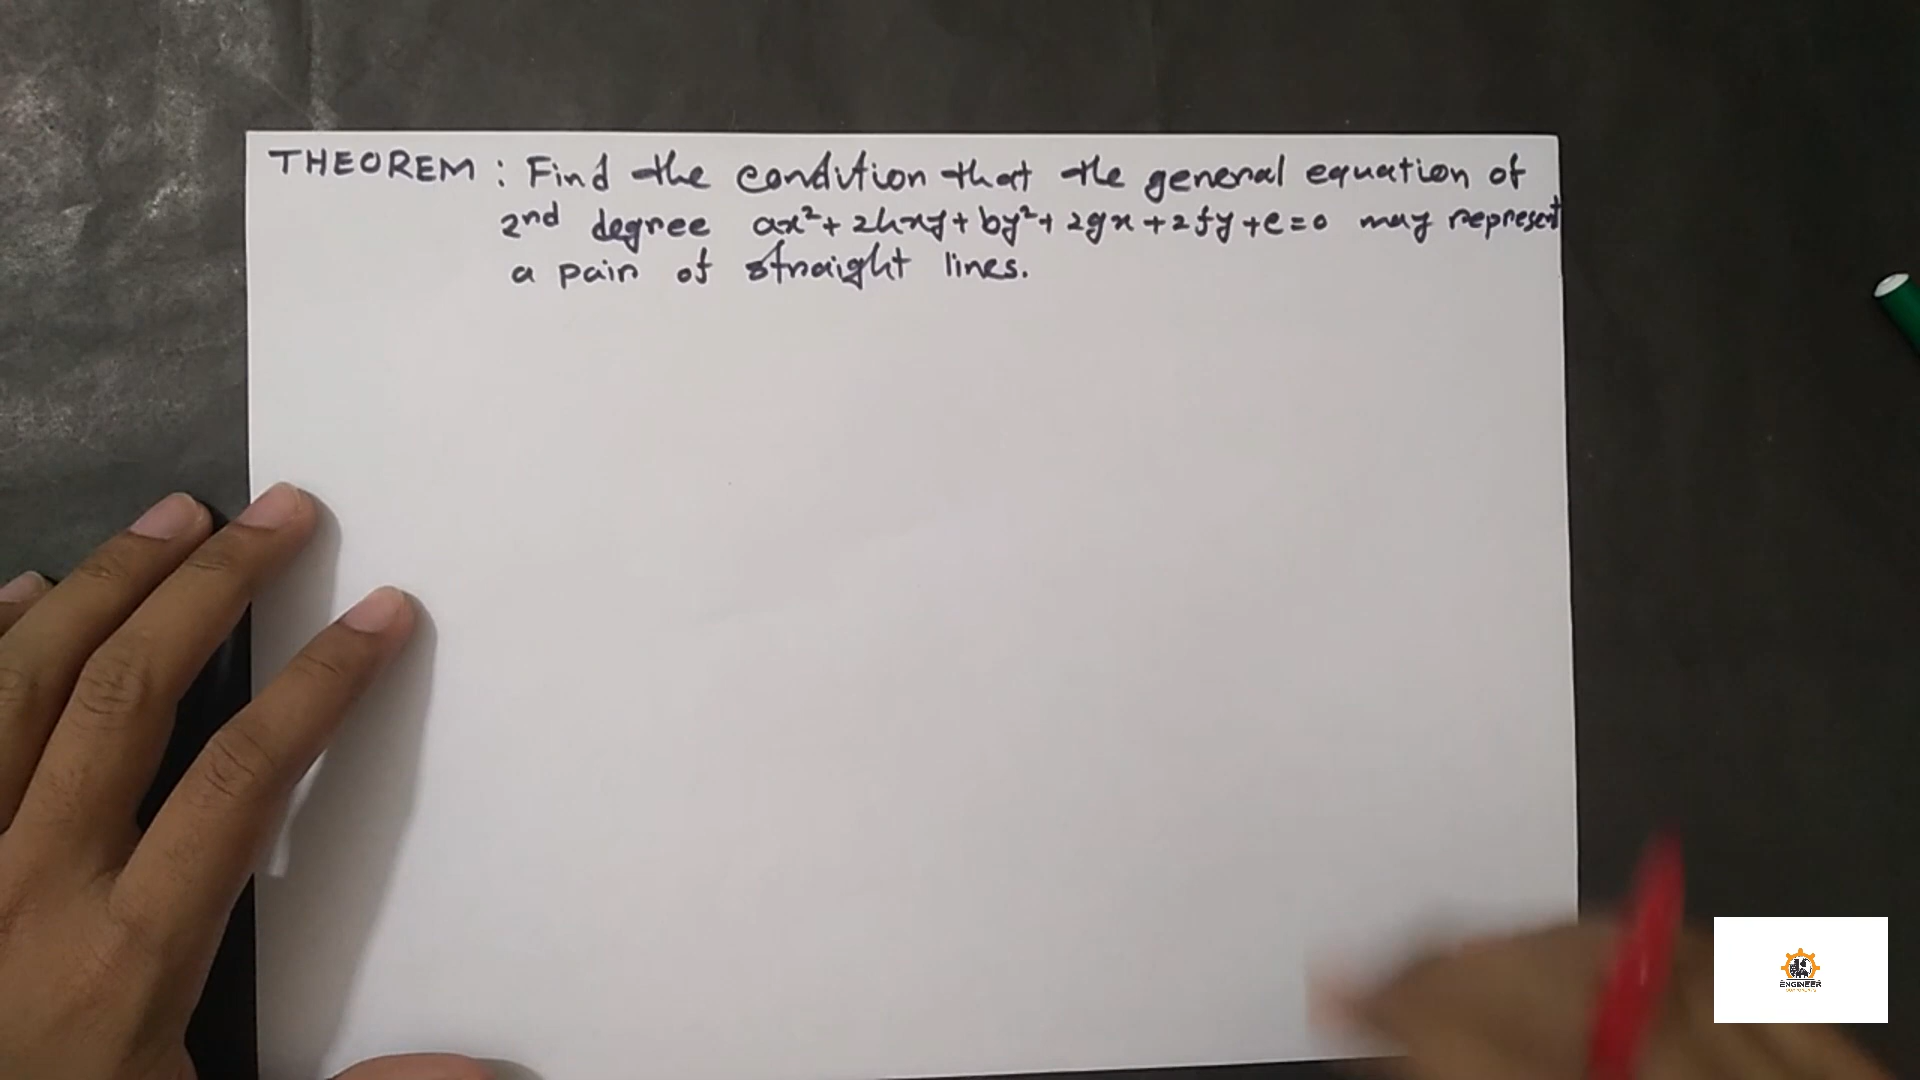 THEOREM : Find the condition that the general equation of
2nd degree ax²+ 2hxy + by²+ 2gx + 2fy + c = 0 may represent
a pair of straight lines.
ENGINEER